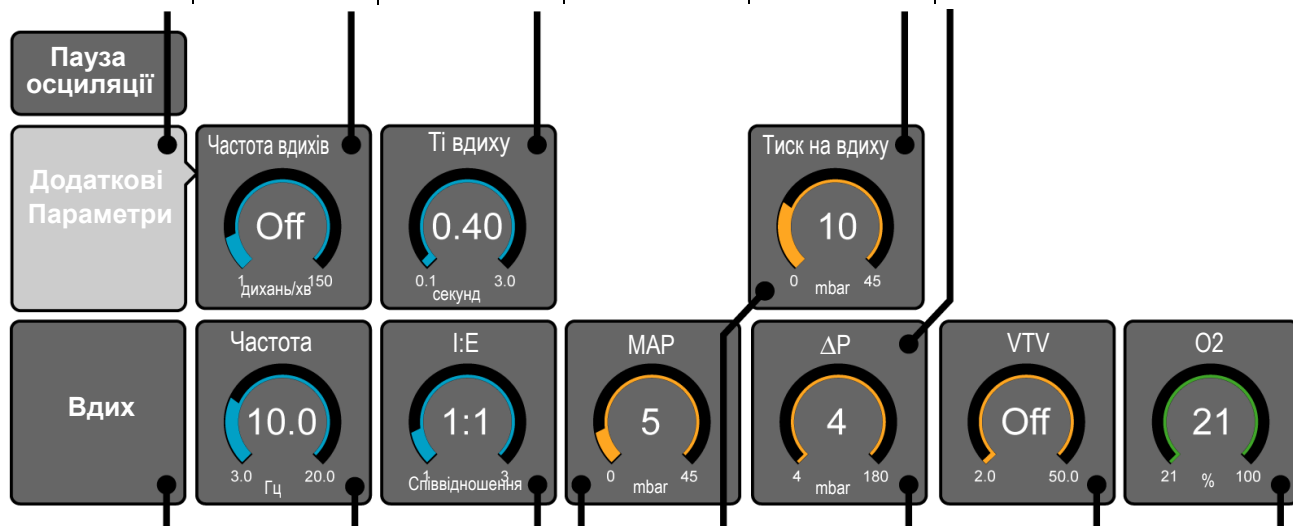 Пауза
осциляції
Додаткові
Параметри
Частота вдихів
Off
1 150
дихань/хв
Ті вдиху
0.40
0.1 3.0
секунд
Тиск на вдиху
10
0 mbar 45
Вдих
Частота
10.0
3.0 Гц 20.0
I:E
1:1
1 3
Співвідношення
MAP
5
0 mbar 45
ΔP
4
4 mbar 180
VTV
Off
2.0 50.0
O2
21
21 % 100